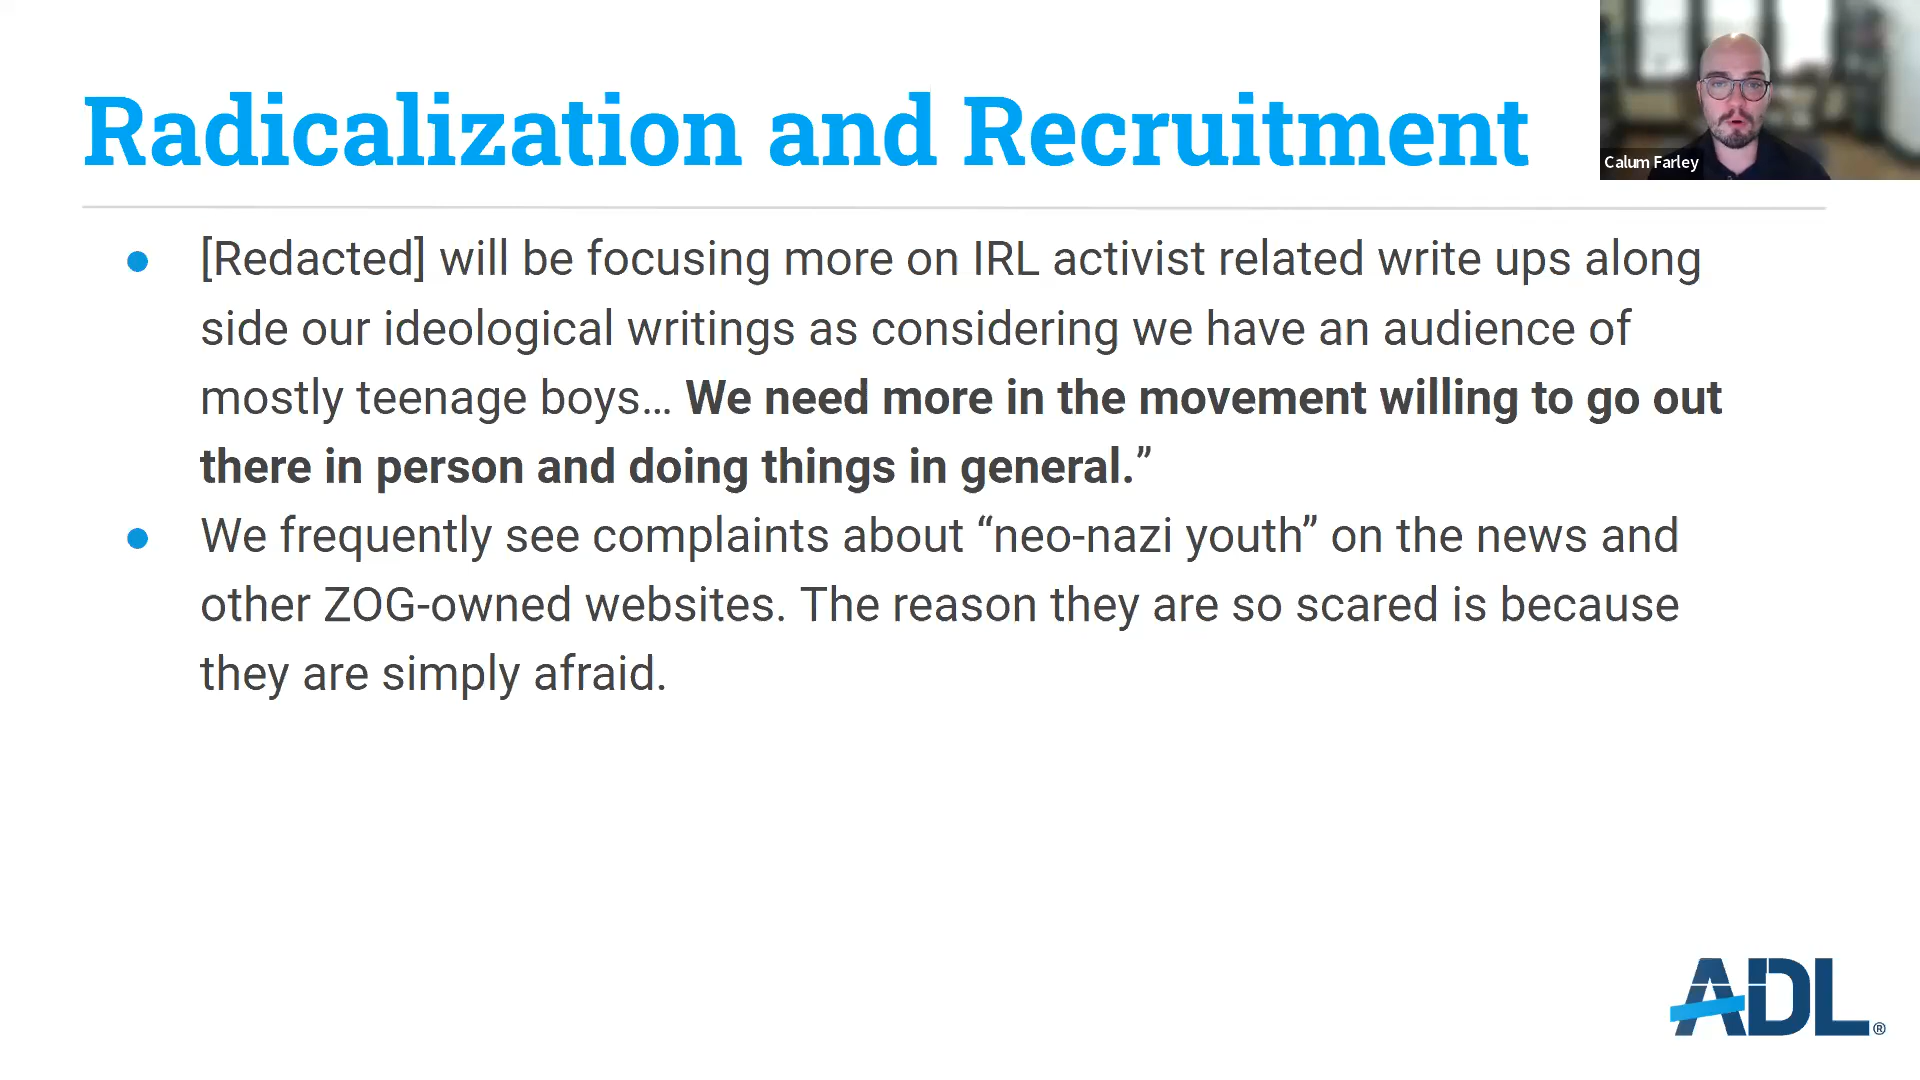 Radicalization and Recruitment
Calum Farley
[Redacted] will be focusing more on IRL activist related write ups along
side our ideological writings as considering we have an audience of
mostly teenage boys… We need more in the movement willing to go out
there in person and doing things in general.”
We frequently see complaints about “neo-nazi youth” on the news and
other ZOG-owned websites. The reason they are so scared is because
they are simply afraid.
ADL®